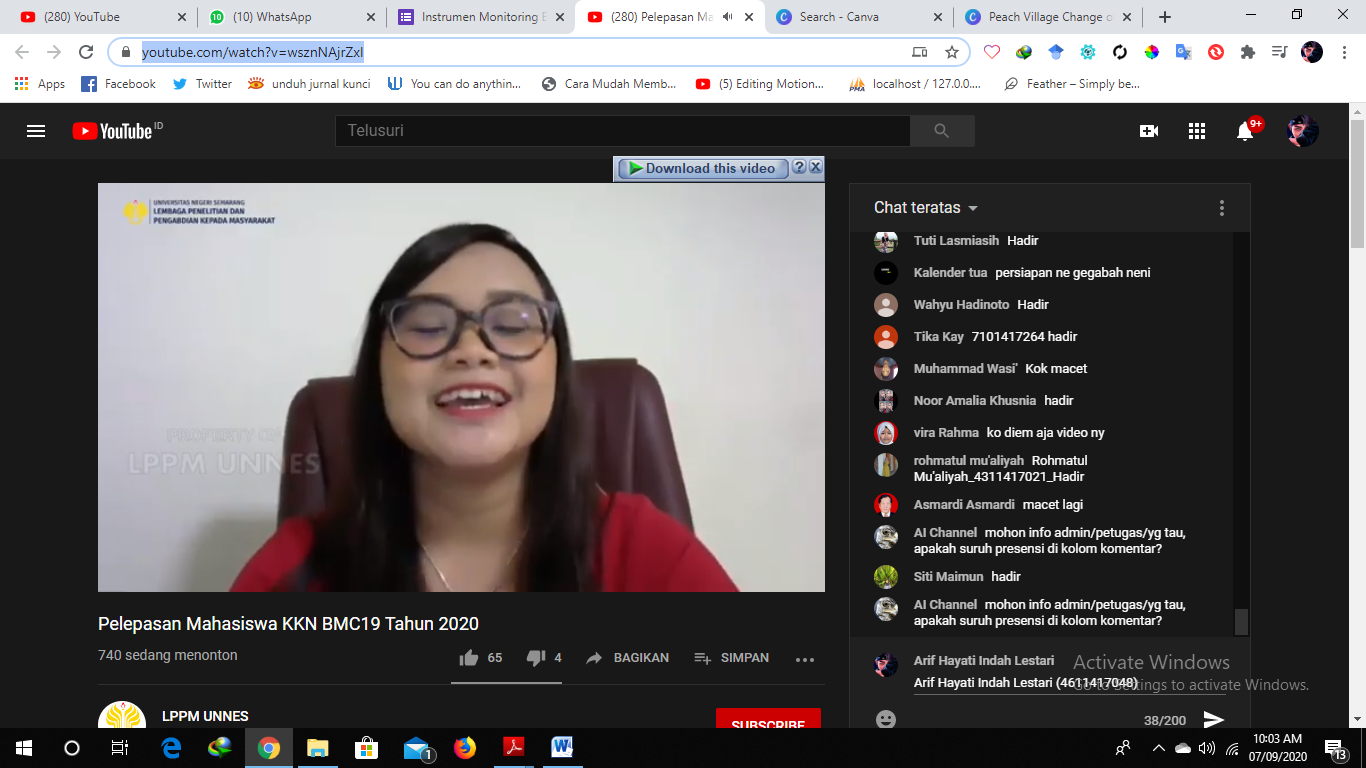 (280) YouTube
(10) WhatsApp
Instrumen Monitoring E
(280) Pelepasan Ma
Search - Canva
Peach Village Change o
youtube.com/watch?v=wsznNAjrZxI
Apps
Facebook
Twitter
unduh jurnal kunci
You can do anythin...
Cara Mudah Memb...
(5) Editing Motion...
localhost / 127.0.0....
Feather – Simply be...
YouTube ID
Telusuri
9+
Download this video
UNIVERSITAS NEGERI SEMARANG
LEMBAGA PENELITIAN DAN
PENGABDIAN KEPADA MASYARAKAT
PROPERTY OF
LPPM UNNES
Chat teratas
Tuti Lasmiasih Hadir
Kalender tua persiapan ne gegabah neni
Wahyu Hadinoto Hadir
Tika Kay 7101417264 hadir
Muhammad Wasi' Kok macet
Noor Amalia Khusnia hadir
vira Rahma ko diem aja video ny
rohmatul mu'aliyah Rohmatul
Mu'aliyah_4311417021_Hadir
Asmardi Asmardi macet lagi
AI Channel mohon info admin/petugas/yg tau,
apakah suruh presensi di kolom komentar?
Siti Maimun hadir
AI Channel mohon info admin/petugas/yg tau,
apakah suruh presensi di kolom komentar?
Arif Hayati Indah Lestari
Arif Hayati Indah Lestari (4611417048)
38/200
Activate Windows
Go to Settings to activate Windows.
Pelepasan Mahasiswa KKN BMC19 Tahun 2020
740 sedang menonton
65
4
BAGIKAN
SIMPAN
LPPM UNNES
SUBSCRIBE
1
10:03 AM
07/09/2020
13